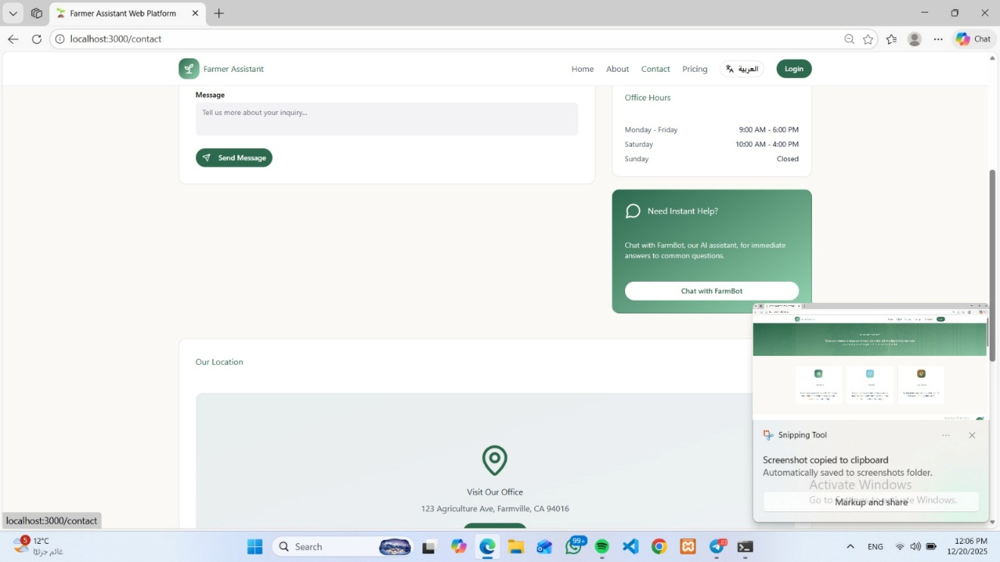 Farmer Assistant Web Platform
localhost:3000/contact
Chat
Farmer Assistant
Home
About
Contact
Pricing
العربية
Login
Message
Tell us more about your inquiry...
Send Message
Office Hours
Monday - Friday 9:00 AM - 6:00 PM
Saturday 10:00 AM - 4:00 PM
Sunday Closed
Need Instant Help?
Chat with FarmBot, our AI assistant, for immediate
answers to common questions.
Chat with FarmBot
Our Location
Visit Our Office
123 Agriculture Ave, Farmville, CA 94016
Snipping Tool
Screenshot copied to clipboard
Automatically saved to screenshots folder.
Activate Windows
Go to Settings to activate Windows.
Markup and share
localhost:3000/contact
5
12°C
غائم جزئيًا
Search
99+
ENG
12:06 PM
12/20/2025